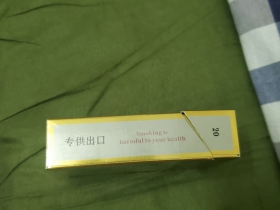 专供出口
Smoking is
harmful to your health
20